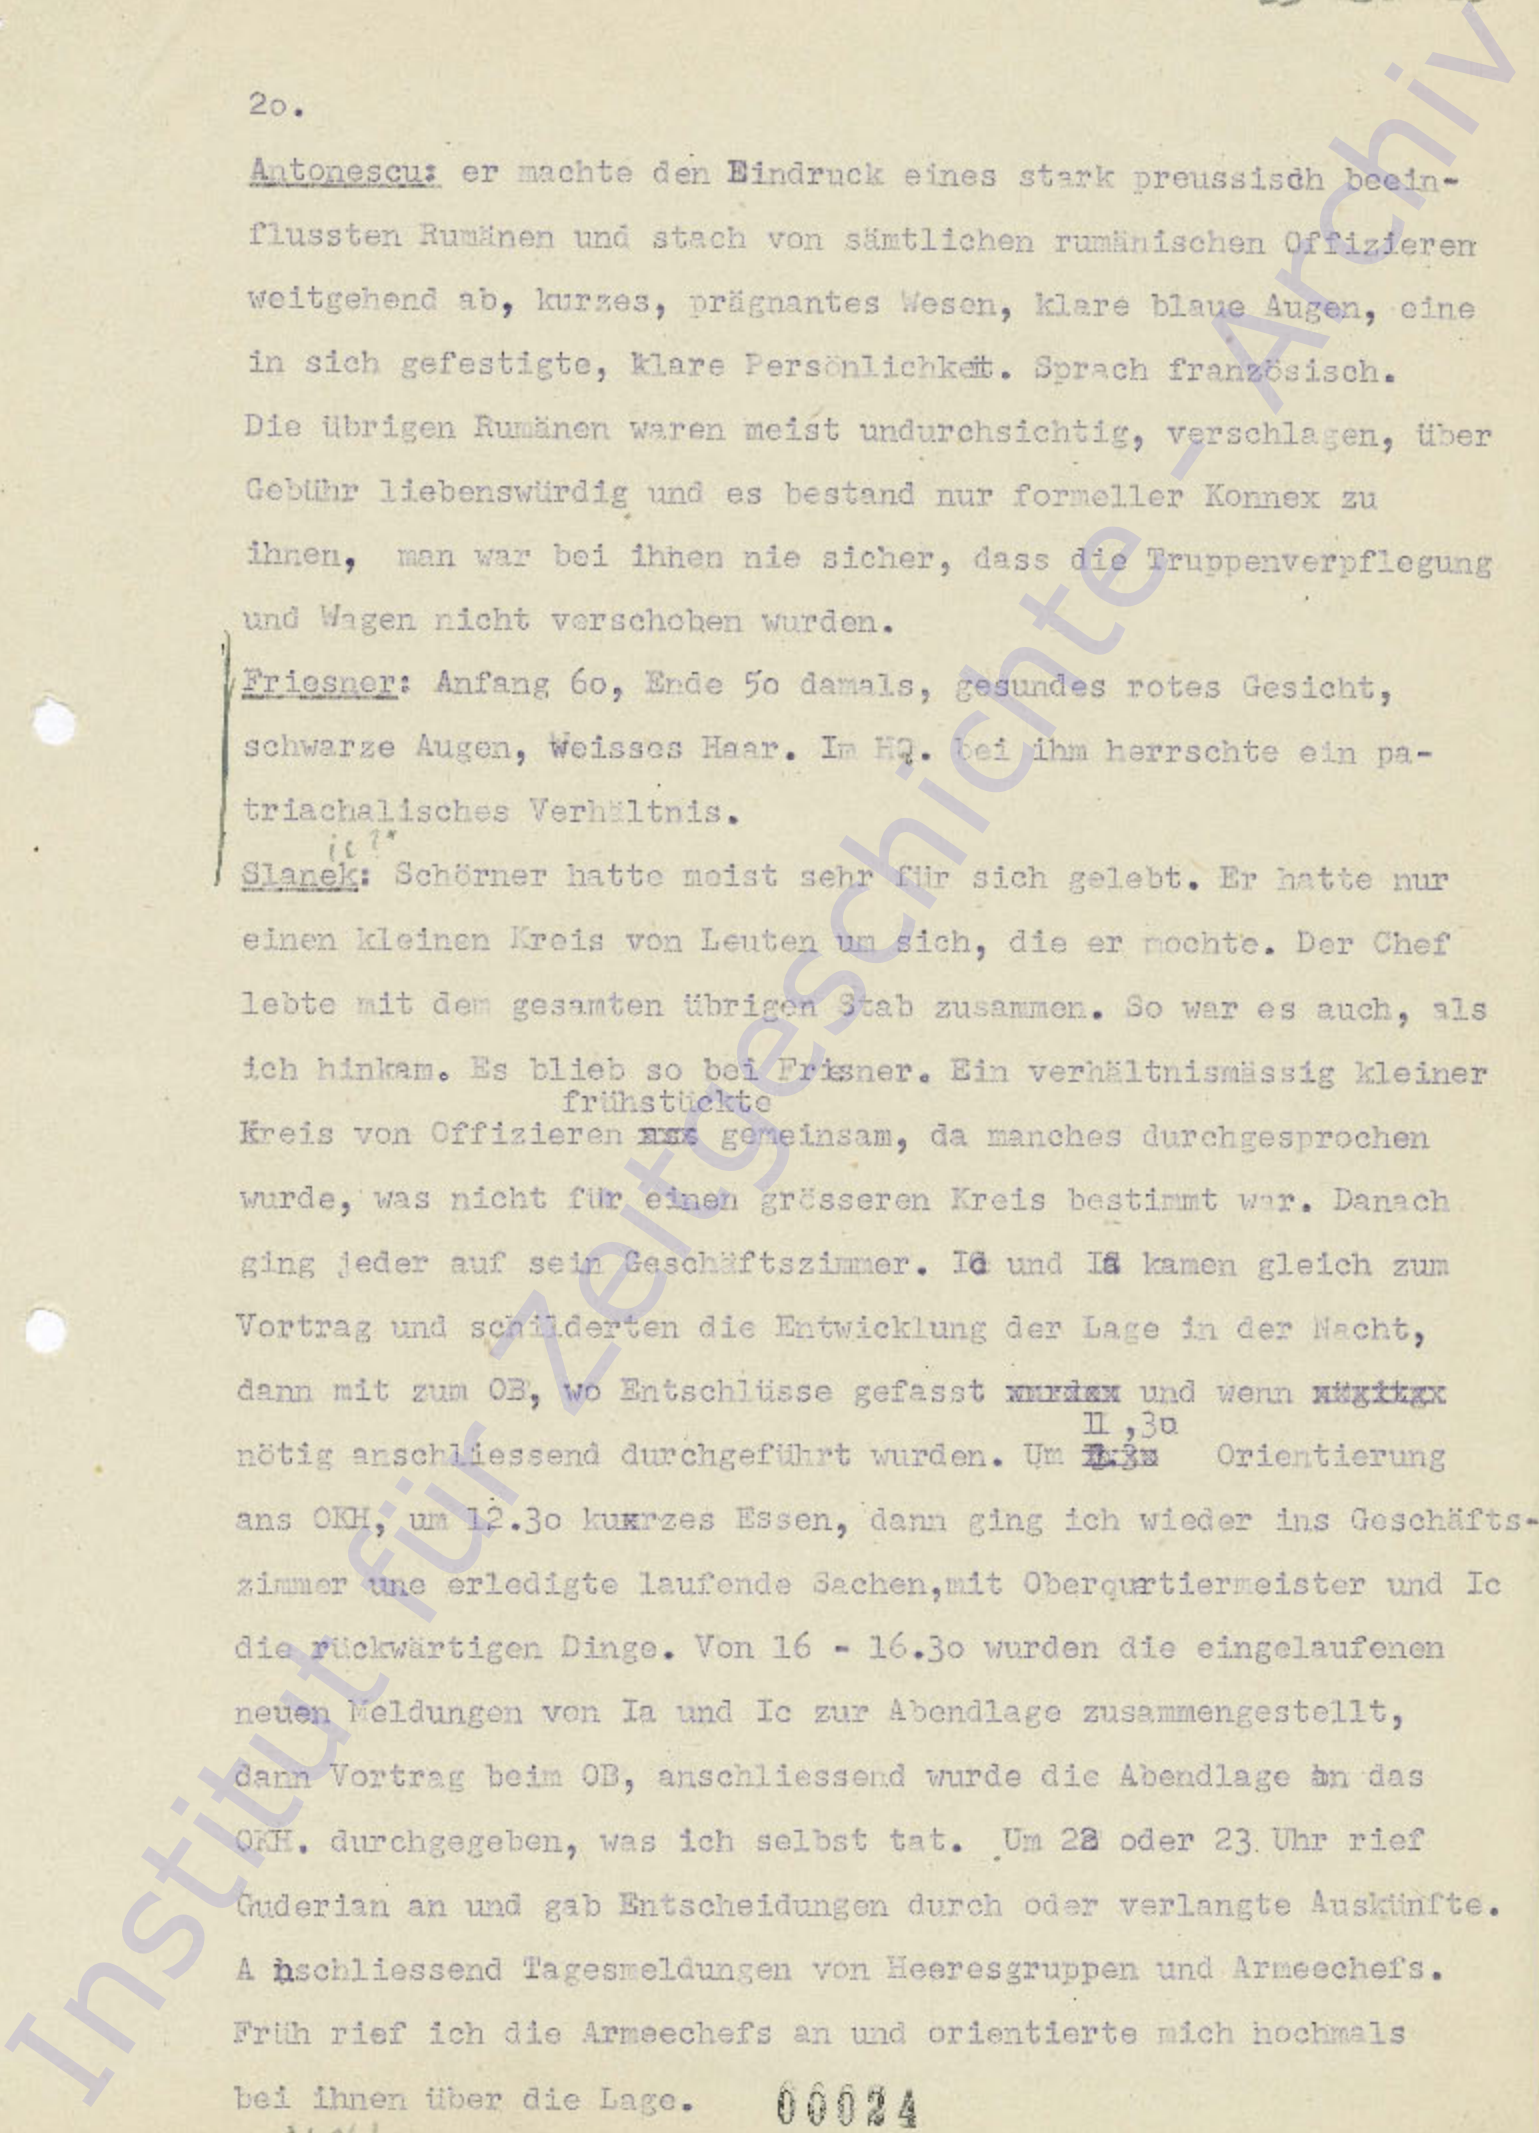 2o.
Antonescu: er machte den Eindruck eines stark preussisch beein-
flussten Rumänen und stach von sämtlichen rumänischen Offizieren
weitgehend ab, kurzes, prägnantes Wesen, klare blaue Augen, eine
in sich gefestigte, klare Persönlichkeit. Sprach französisch.
Die übrigen Rumänen waren meist undurchsichtig, verschlagen, über
Gebühr liebenswürdig und es bestand nur formeller Konnex zu
ihnen, man war bei ihnen nie sicher, dass die Truppenverpflegung
und Wagen nicht verschoben wurden.
Friesner: Anfang 6o, Ende 5o damals, gesundes rotes Gesicht,
schwarze Augen, weisses Haar. Im HQ. bei ihm herrschte ein pa-
triachalisches Verhältnis.
ic ?
Slanek: Schörner hatte meist sehr für sich gelebt. Er hatte nur
einen kleinen Kreis von Leuten um sich, die er mochte. Der Chef
lebte mit dem gesamten übrigen Stab zusammen. So war es auch, als
ich hinkam. Es blieb so bei Friesner. Ein verhältnismässig kleiner
frühstückte
Kreis von Offizieren xxx gemeinsam, da manches durchgesprochen
wurde, was nicht für einen grösseren Kreis bestimmt war. Danach
ging jeder auf sein Geschäftszimmer. Ic und Ia kamen gleich zum
Vortrag und schilderten die Entwicklung der Lage in der Nacht,
dann mit zum OB, wo Entschlüsse gefasst wurden und wenn
II,3o
nötig anschliessend durchgeführt wurden. Um Orientierung
ans OKH, um 12.3o kuxrzes Essen, dann ging ich wieder ins Geschäfts-
zimmer une erledigte laufende Sachen,mit Oberqurtiermeister und Ic
die rückwärtigen Dinge. Von 16 - 16.3o wurden die eingelaufenen
neuen Meldungen von Ia und Ic zur Abendlage zusammengestellt,
dann Vortrag beim OB, anschliessend wurde die Abendlage an das
OKH. durchgegeben, was ich selbst tat. Um 22 oder 23 Uhr rief
Guderian an und gab Entscheidungen durch oder verlangte Auskünfte.
A nschliessend Tagesmeldungen von Heeresgruppen und Armeechefs.
Früh rief ich die Armeechefs an und orientierte mich nochmals
bei ihnen über die Lage.
00024
Institut für Zeitgeschichte - Archiv